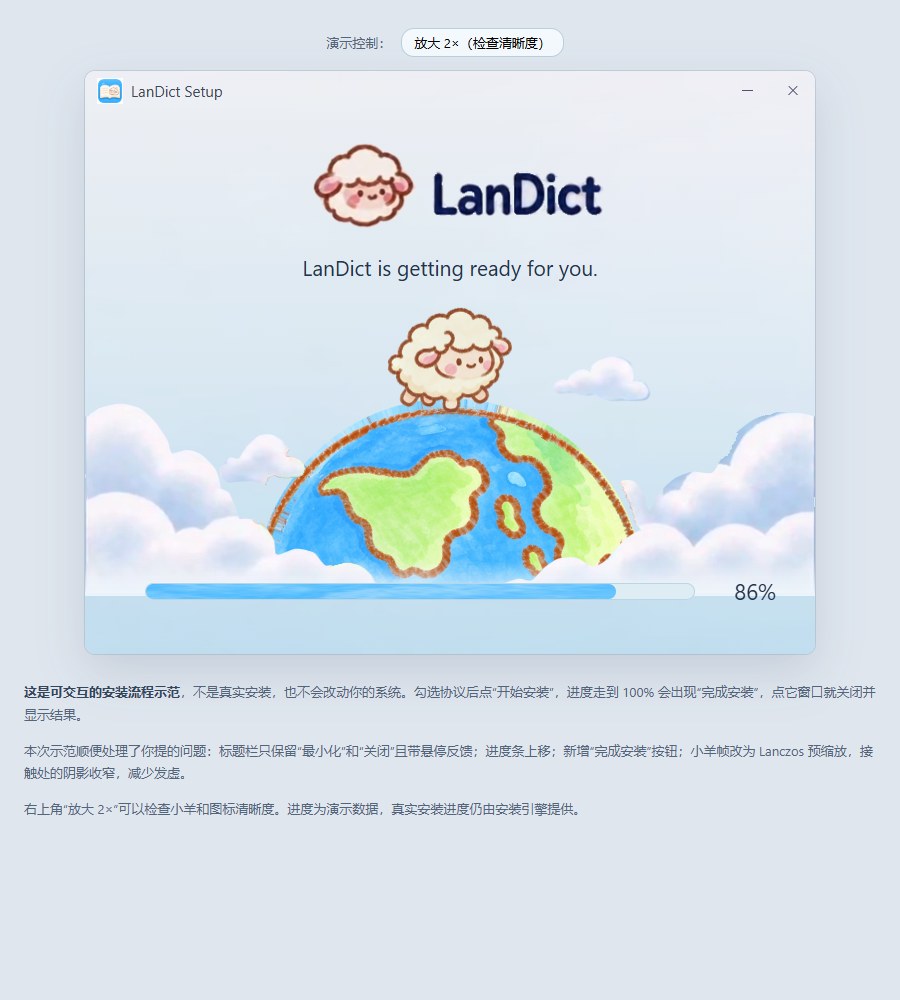 演示控制：
放大 2×（检查清晰度）
LanDict Setup
LanDict
LanDict is getting ready for you.
86%
这是可交互的安装流程示范，不是真实安装，也不会改动你的系统。勾选协议后点“开始安装”，进度走到 100% 会出现“完成安装”，点它窗口就关闭并
显示结果。
本次示范顺便处理了你提的问题：标题栏只保留“最小化”和“关闭”且带悬停反馈；进度条上移；新增“完成安装”按钮；小羊帧改为 Lanczos 预缩放，接
触处的阴影收窄，减少发虚。
右上角“放大 2×”可以检查小羊和图标清晰度。进度为演示数据，真实安装进度仍由安装引擎提供。